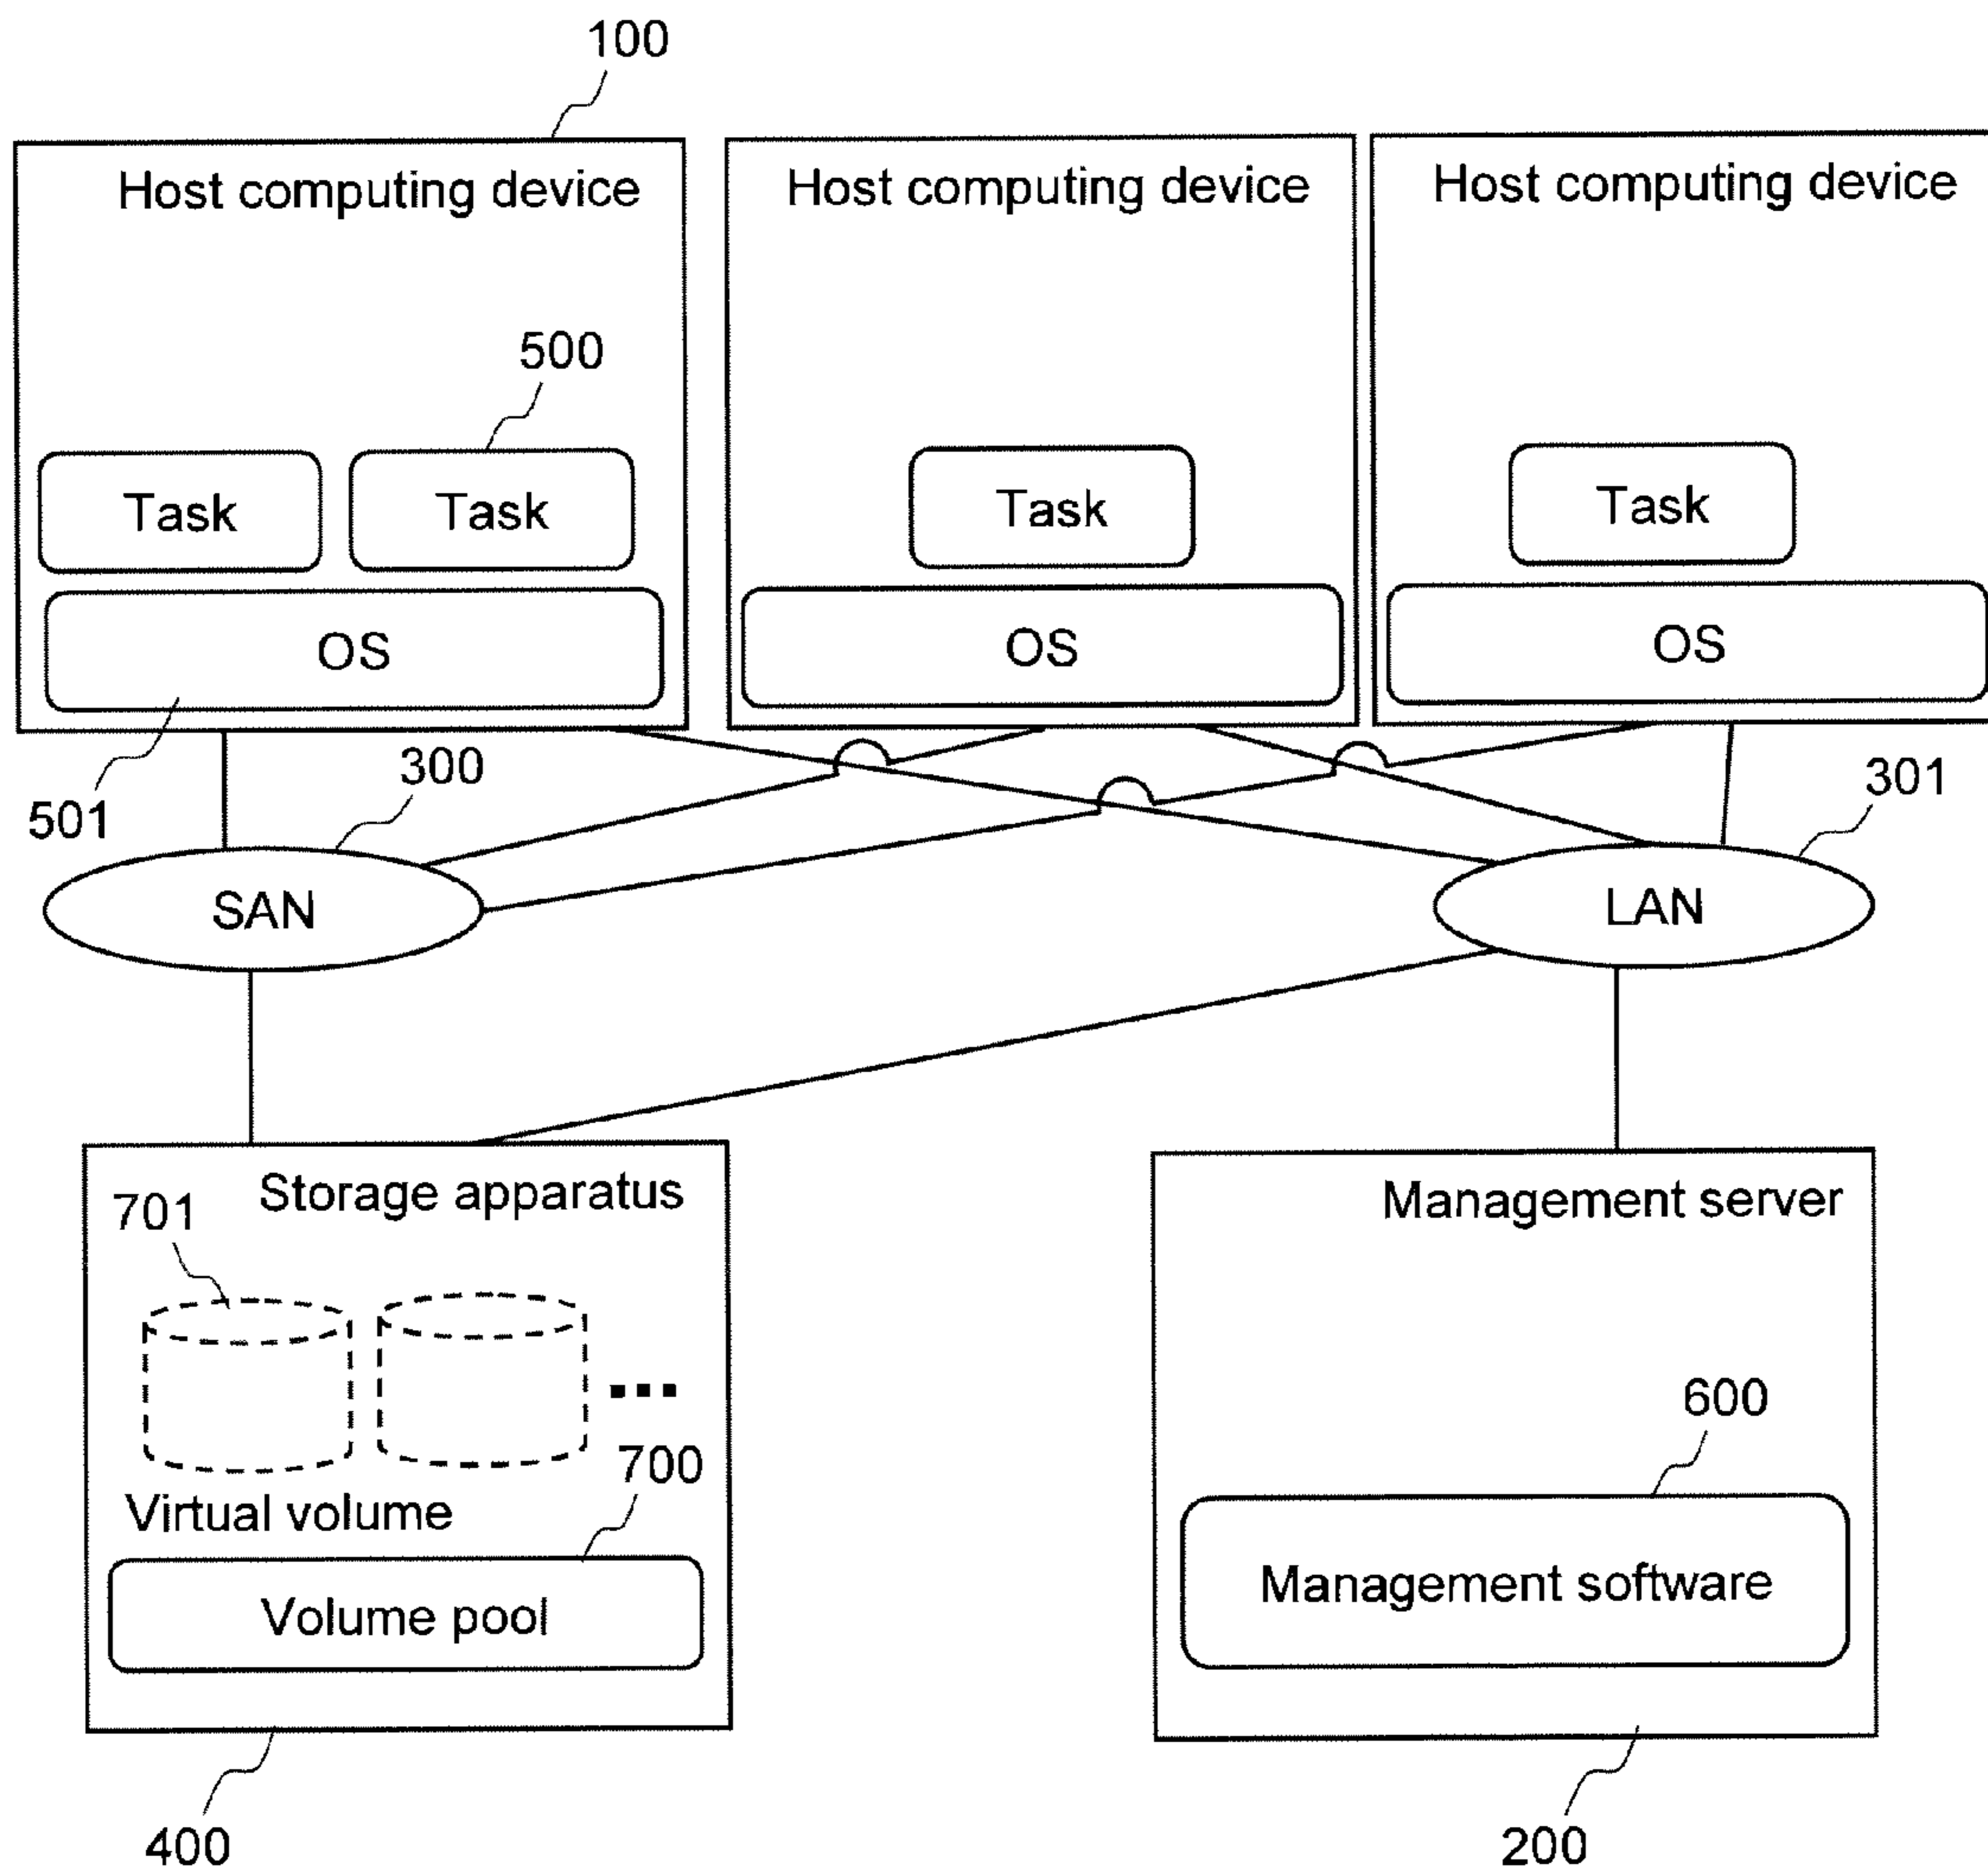 100
Host computing device
Host computing device
Host computing device
500
Task
Task
Task
Task
OS
OS
OS
501
300
301
SAN
LAN
Storage apparatus
701
Virtual volume
700
Volume pool
400
Management server
600
Management software
200